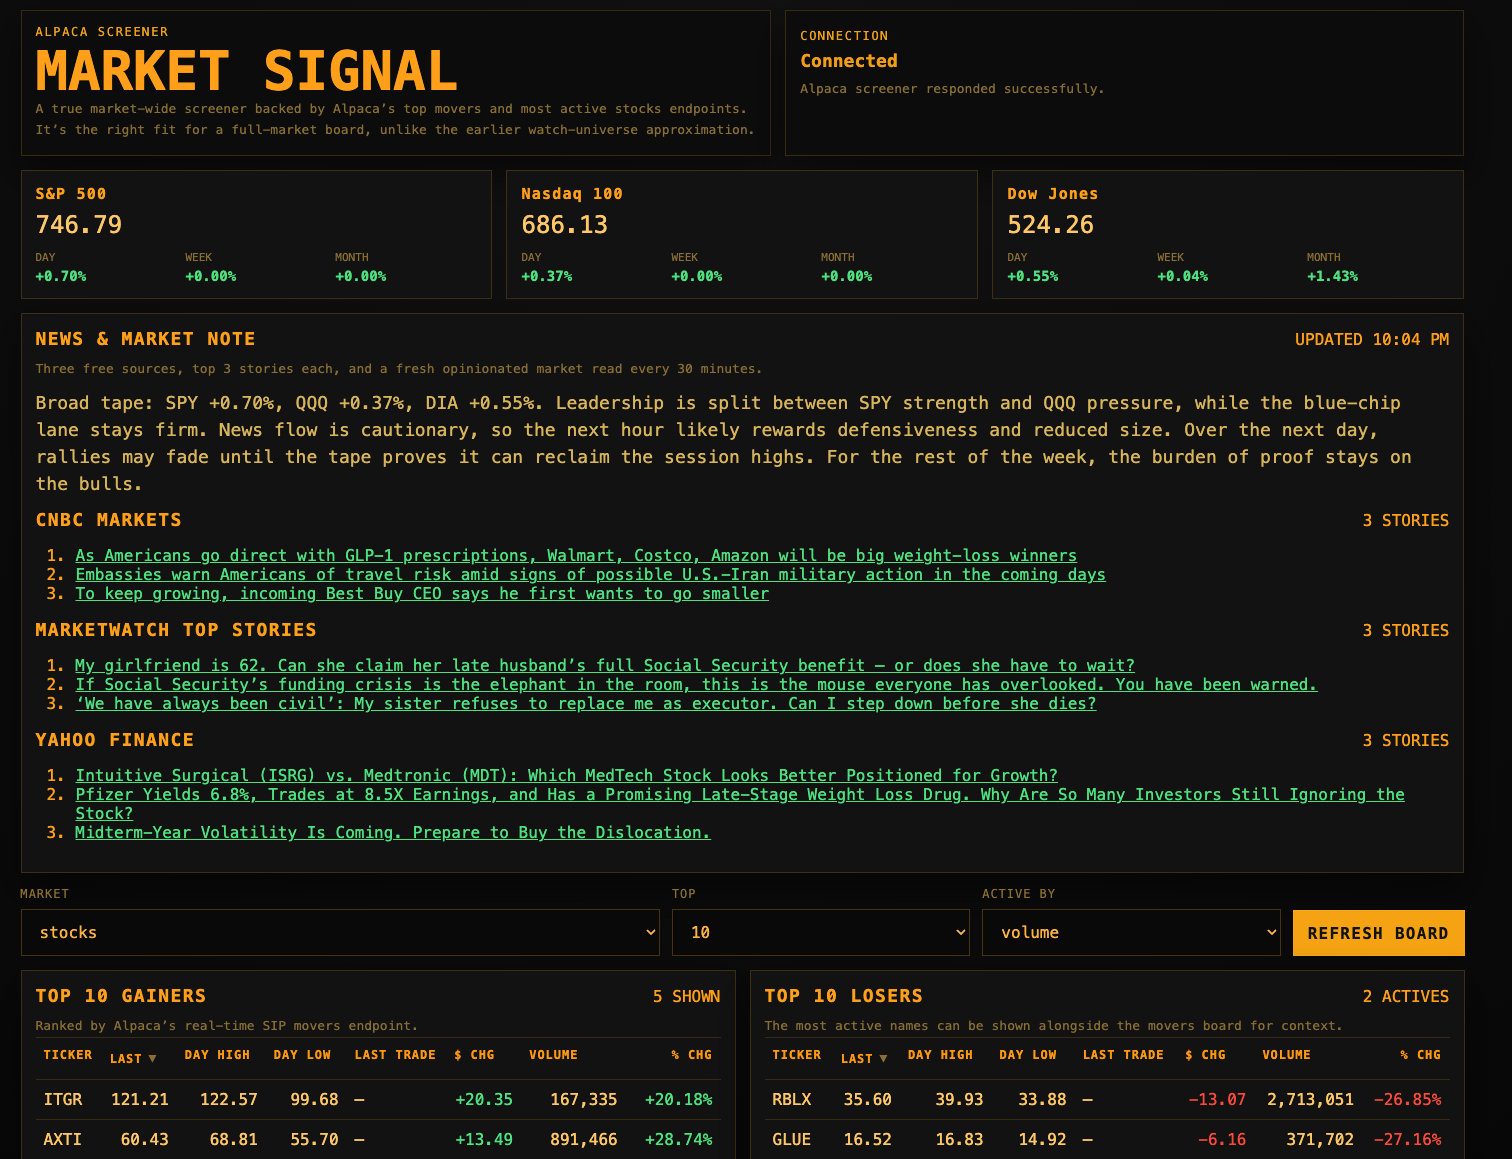 ALPACA SCREENER
MARKET SIGNAL
A true market-wide screener backed by Alpaca’s top movers and most active stocks endpoints.
It’s the right fit for a full-market board, unlike the earlier watch-universe approximation.
CONNECTION
Connected
Alpaca screener responded successfully.
S&P 500
746.79
DAY WEEK MONTH
+0.70% +0.00% +0.00%
Nasdaq 100
686.13
DAY WEEK MONTH
+0.37% +0.00% +0.00%
Dow Jones
524.26
DAY WEEK MONTH
+0.55% +0.04% +1.43%
NEWS & MARKET NOTE UPDATED 10:04 PM
Three free sources, top 3 stories each, and a fresh opinionated market read every 30 minutes.
Broad tape: SPY +0.70%, QQQ +0.37%, DIA +0.55%. Leadership is split between SPY strength and QQQ pressure, while the blue-chip
lane stays firm. News flow is cautionary, so the next hour likely rewards defensiveness and reduced size. Over the next day,
rallies may fade until the tape proves it can reclaim the session highs. For the rest of the week, the burden of proof stays on
the bulls.
CNBC MARKETS 3 STORIES
1. As Americans go direct with GLP-1 prescriptions, Walmart, Costco, Amazon will be big weight-loss winners
2. Embassies warn Americans of travel risk amid signs of possible U.S.-Iran military action in the coming days
3. To keep growing, incoming Best Buy CEO says he first wants to go smaller
MARKETWATCH TOP STORIES 3 STORIES
1. My girlfriend is 62. Can she claim her late husband’s full Social Security benefit — or does she have to wait?
2. If Social Security’s funding crisis is the elephant in the room, this is the mouse everyone has overlooked. You have been warned.
3. ‘We have always been civil’: My sister refuses to replace me as executor. Can I step down before she dies?
YAHOO FINANCE 3 STORIES
1. Intuitive Surgical (ISRG) vs. Medtronic (MDT): Which MedTech Stock Looks Better Positioned for Growth?
2. Pfizer Yields 6.8%, Trades at 8.5X Earnings, and Has a Promising Late-Stage Weight Loss Drug. Why Are So Many Investors Still Ignoring the
Stock?
3. Midterm-Year Volatility Is Coming. Prepare to Buy the Dislocation.
MARKET TOP ACTIVE BY
stocks 10 volume REFRESH BOARD
TOP 10 GAINERS 5 SHOWN
Ranked by Alpaca’s real-time SIP movers endpoint.
TICKER LAST ▼ DAY HIGH DAY LOW LAST TRADE $ CHG VOLUME % CHG
ITGR 121.21 122.57 99.68 — +20.35 167,335 +20.18%
AXTI 60.43 68.81 55.70 — +13.49 891,466 +28.74%
TOP 10 LOSERS 2 ACTIVES
The most active names can be shown alongside the movers board for context.
TICKER LAST ▼ DAY HIGH DAY LOW LAST TRADE $ CHG VOLUME % CHG
RBLX 35.60 39.93 33.88 — -13.07 2,713,051 -26.85%
GLUE 16.52 16.83 14.92 — -6.16 371,702 -27.16%